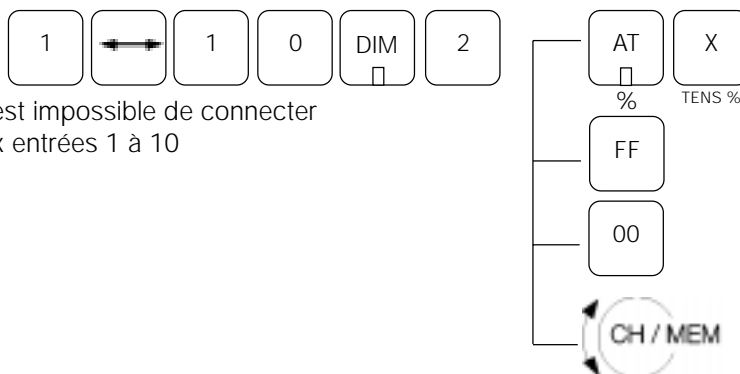 1 1 0 DIM 2 AT X
% TENS %
est impossible de connecter
entrées 1 à 10
FF
00
CH / MEM